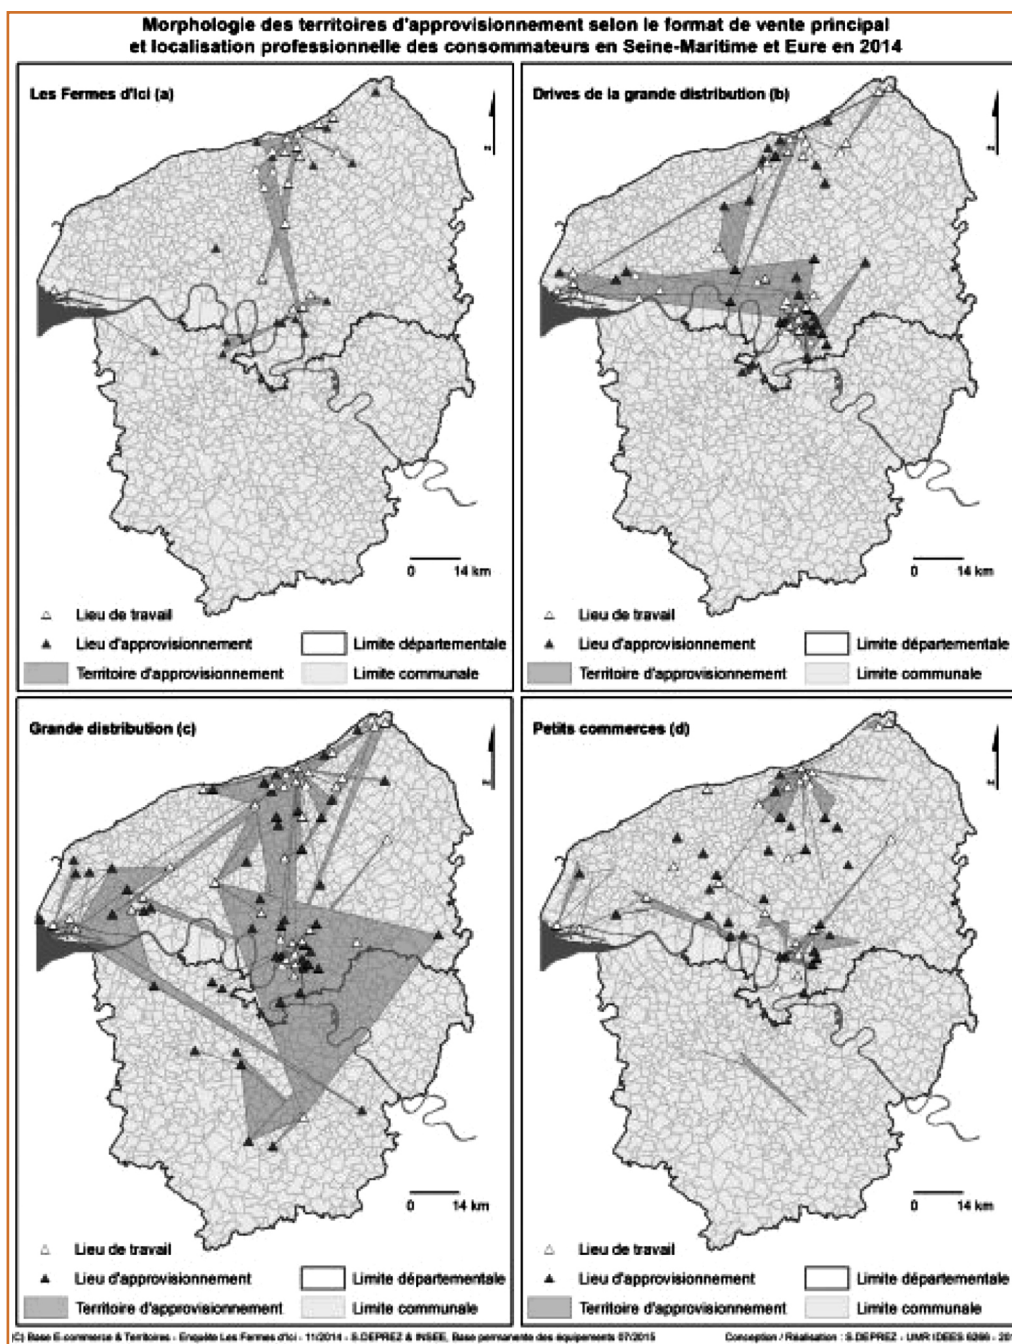 Morphologie des territoires d'approvisionnement selon le format de vente principal
et localisation professionnelle des consommateurs en Seine-Maritime et Eure en 2014
Les Fermes d'Ici (a)
N
0 14 km
Lieu de travail
Lieu d'approvisionnement
Limite départementale
Territoire d'approvisionnement
Limite communale
Drives de la grande distribution (b)
N
0 14 km
Lieu de travail
Lieu d'approvisionnement
Limite départementale
Territoire d'approvisionnement
Limite communale
Grande distribution (c)
N
0 14 km
Lieu de travail
Lieu d'approvisionnement
Limite départementale
Territoire d'approvisionnement
Limite communale
Petits commerces (d)
N
0 14 km
Lieu de travail
Lieu d'approvisionnement
Limite départementale
Territoire d'approvisionnement
Limite communale
(C) Base E-commerce & Territoires - Enquête Les Fermes d'Ici - 11/2014 - S.DEPREZ & INSEE, Base permanente des équipements 07/2015
Conception / Réalisation : S.DEPREZ - UMR IDEES 6266 - 201